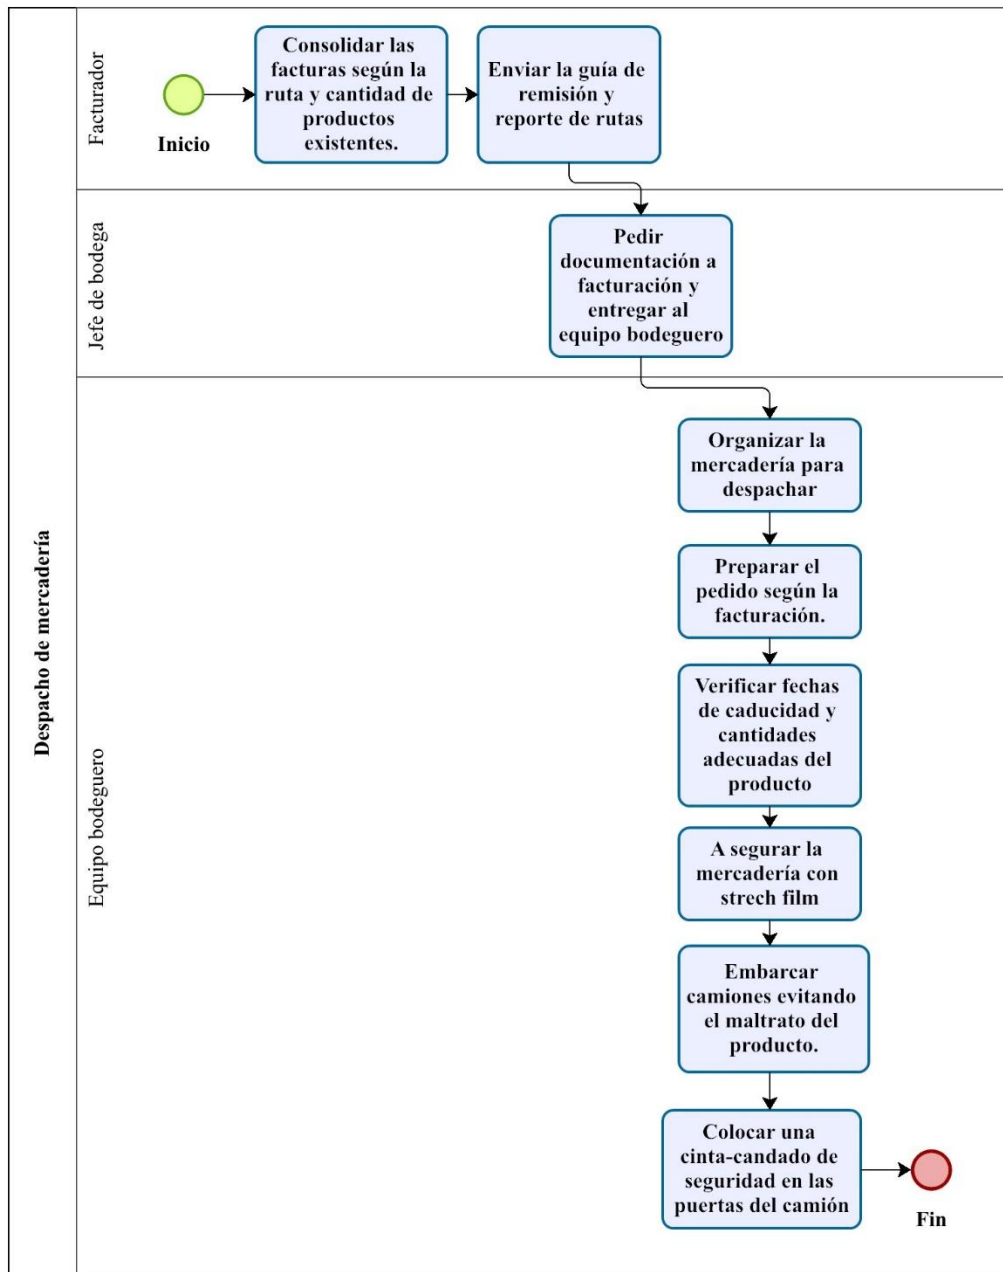 Despacho de mercadería
Facturador
Inicio
Consolidar las
facturas según la
ruta y cantidad de
productos
existentes.
Enviar la guía de
remisión y
reporte de rutas
Jefe de bodega
Pedir
documentación a
facturación y
entregar al
equipo bodeguero
Equipo bodeguero
Organizar la
mercadería para
despachar
Preparar el
pedido según la
facturación.
Verificar fechas
de caducidad y
cantidades
adecuadas del
producto
A segurar la
mercadería con
strech film
Embarcar
camiones evitando
el maltrato del
producto.
Colocar una
cinta-candado de
seguridad en las
puertas del camión
Fin